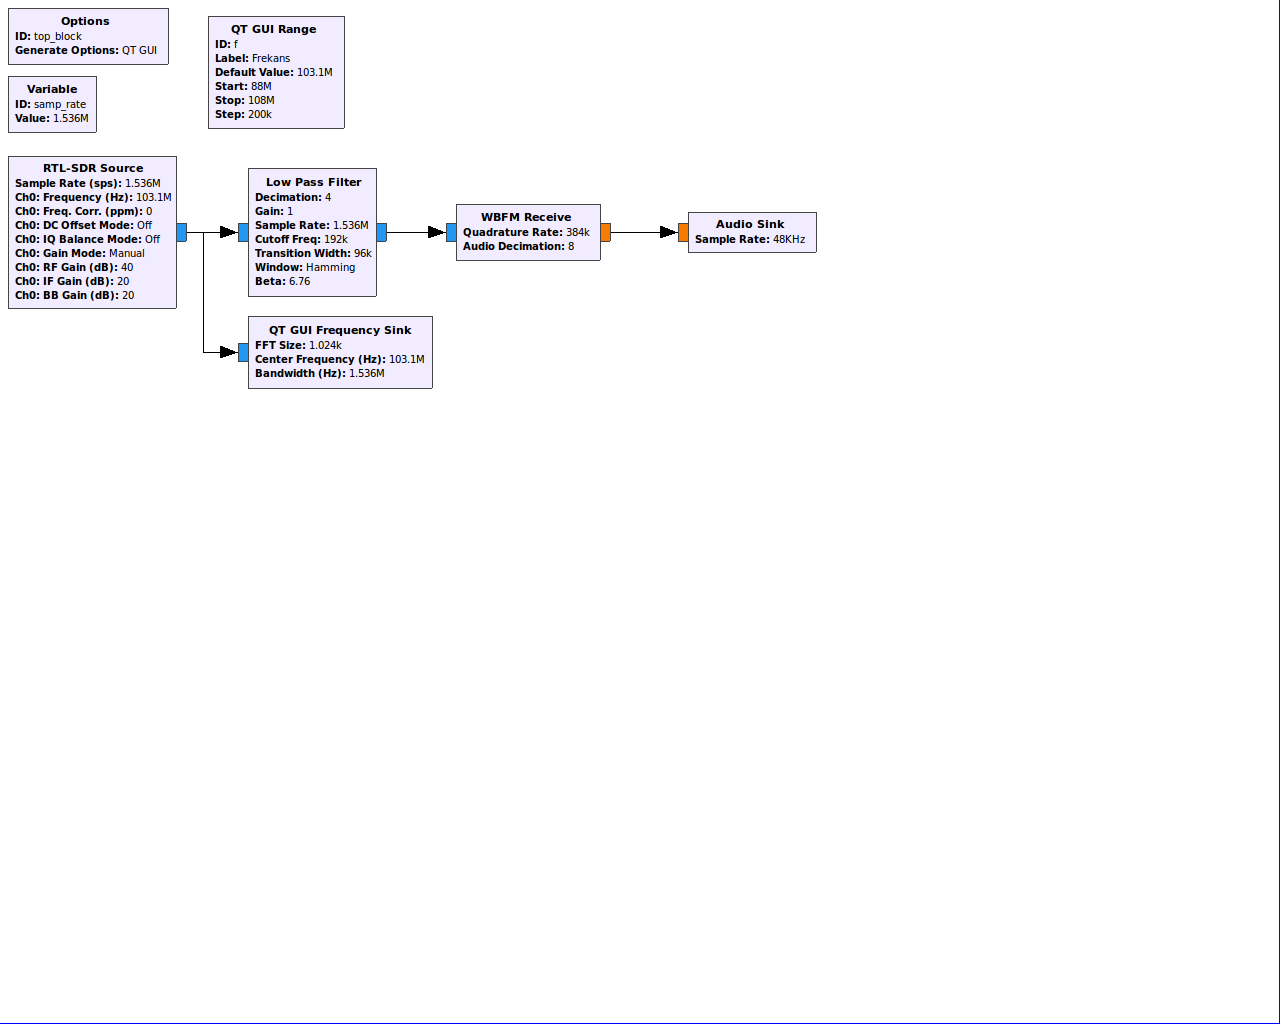 Options
ID: top_block
Generate Options: QT GUI
QT GUI Range
ID: f
Label: Frekans
Default Value: 103.1M
Start: 88M
Stop: 108M
Step: 200k
Variable
ID: samp_rate
Value: 1.536M
RTL-SDR Source
Sample Rate (sps): 1.536M
Ch0: Frequency (Hz): 103.1M
Ch0: Freq. Corr. (ppm): 0
Ch0: DC Offset Mode: Off
Ch0: IQ Balance Mode: Off
Ch0: Gain Mode: Manual
Ch0: RF Gain (dB): 40
Ch0: IF Gain (dB): 20
Ch0: BB Gain (dB): 20
Low Pass Filter
Decimation: 4
Gain: 1
Sample Rate: 1.536M
Cutoff Freq: 192k
Transition Width: 96k
Window: Hamming
Beta: 6.76
WBFM Receive
Quadrature Rate: 384k
Audio Decimation: 8
Audio Sink
Sample Rate: 48KHz
QT GUI Frequency Sink
FFT Size: 1.024k
Center Frequency (Hz): 103.1M
Bandwidth (Hz): 1.536M